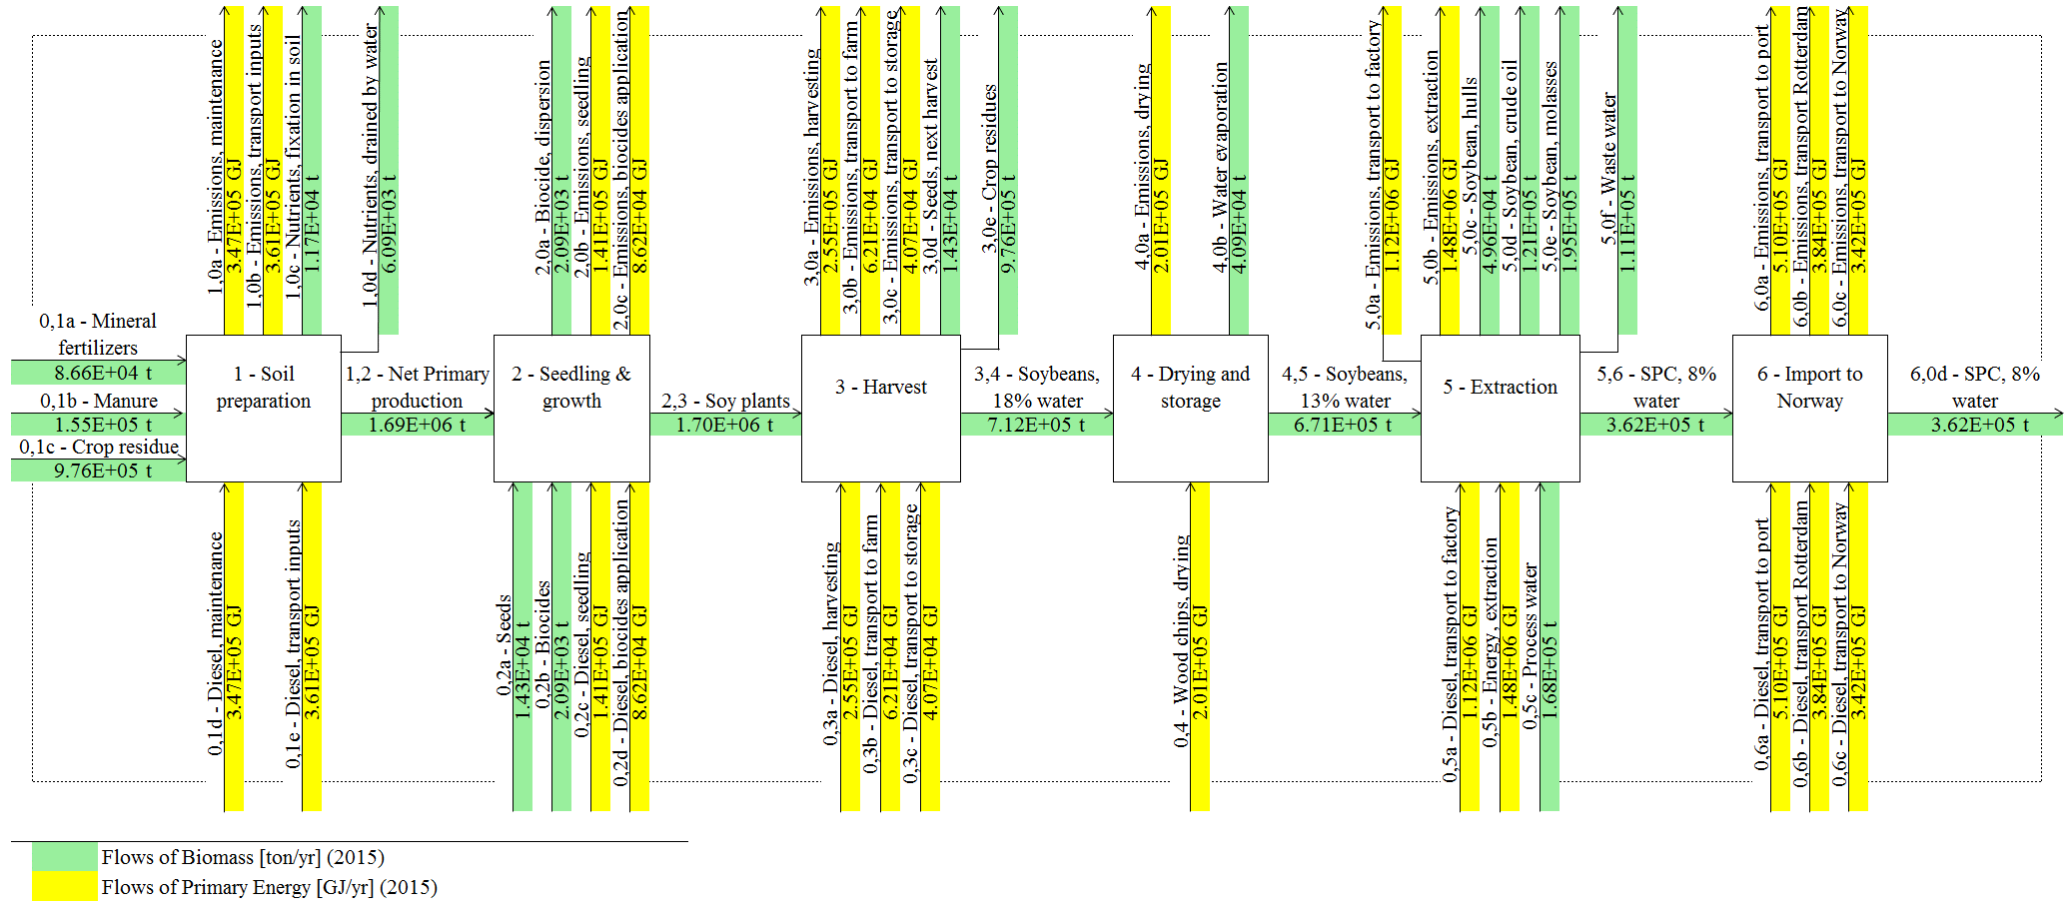 1,0a - Emissions, maintenance
3.47E+05 GJ
1,0b - Emissions, transport inputs
3.61E+05 GJ
1,0c - Nutrients, fixation in soil
1.17E+04 t
1,0d - Nutrients, drained by water
6.09E+03 t
2,0a - Biocide, dispersion
2.09E+03 t
2,0b - Emissions, seedling
1.41E+05 GJ
2,0c - Emissions, biocides application
8.62E+04 GJ
3,0a - Emissions, harvesting
2.55E+05 GJ
3,0b - Emissions, transport to farm
6.21E+04 GJ
3,0c - Emissions, transport to storage
4.07E+04 GJ
3,0d - Seeds, next harvest
1.43E+04 t
3,0e - Crop residues
9.76E+05 t
4,0a - Emissions, drying
2.01E+05 GJ
4,0b - Water evaporation
4.09E+04 t
5,0a - Emissions, transport to factory
1.12E+06 GJ
5,0b - Emissions, extraction
1.48E+06 GJ
5,0c - Soybean, hulls
4.96E+04 t
5,0d - Soybean, crude oil
1.21E+05 t
5,0e - Soybean, molasses
1.95E+05 t
5,0f - Waste water
1.11E+05 t
6,0a - Emissions, transport to port
5.10E+05 GJ
6,0b - Emissions, transport Rotterdam
3.84E+05 GJ
6,0c - Emissions, transport to Norway
3.42E+05 GJ
0,1a - Mineral
fertilizers
8.66E+04 t
0,1b - Manure
1.55E+05 t
0,1c - Crop residue
9.76E+05 t
1 - Soil
preparation
1,2 - Net Primary
production
1.69E+06 t
2 - Seedling &
growth
2,3 - Soy plants
1.70E+06 t
3 - Harvest
3,4 - Soybeans,
18% water
7.12E+05 t
4 - Drying and
storage
4,5 - Soybeans,
13% water
6.71E+05 t
5 - Extraction
5,6 - SPC, 8%
water
3.62E+05 t
6 - Import to
Norway
6,0d - SPC, 8%
water
3.62E+05 t
0,1d - Diesel, maintenance
3.47E+05 GJ
0,1e - Diesel, transport inputs
3.61E+05 GJ
0,2a - Seeds
1.43E+04 t
0,2b - Biocides
2.09E+03 t
0,2c - Diesel, seedling
1.41E+05 GJ
0,2d - Diesel, biocides application
8.62E+04 GJ
0,3a - Diesel, harvesting
2.55E+05 GJ
0,3b - Diesel, transport to farm
6.21E+04 GJ
0,3c - Diesel, transport to storage
4.07E+04 GJ
0,4 - Wood chips, drying
2.01E+05 GJ
0,5a - Diesel, transport to factory
1.12E+06 GJ
0,5b - Energy, extraction
1.48E+06 GJ
0,5c - Process water
1.68E+05 t
0,6a - Diesel, transport to port
5.10E+05 GJ
0,6b - Diesel, transport Rotterdam
3.84E+05 GJ
0,6c - Diesel, transport to Norway
3.42E+05 GJ
Flows of Biomass [ton/yr] (2015)
Flows of Primary Energy [GJ/yr] (2015)